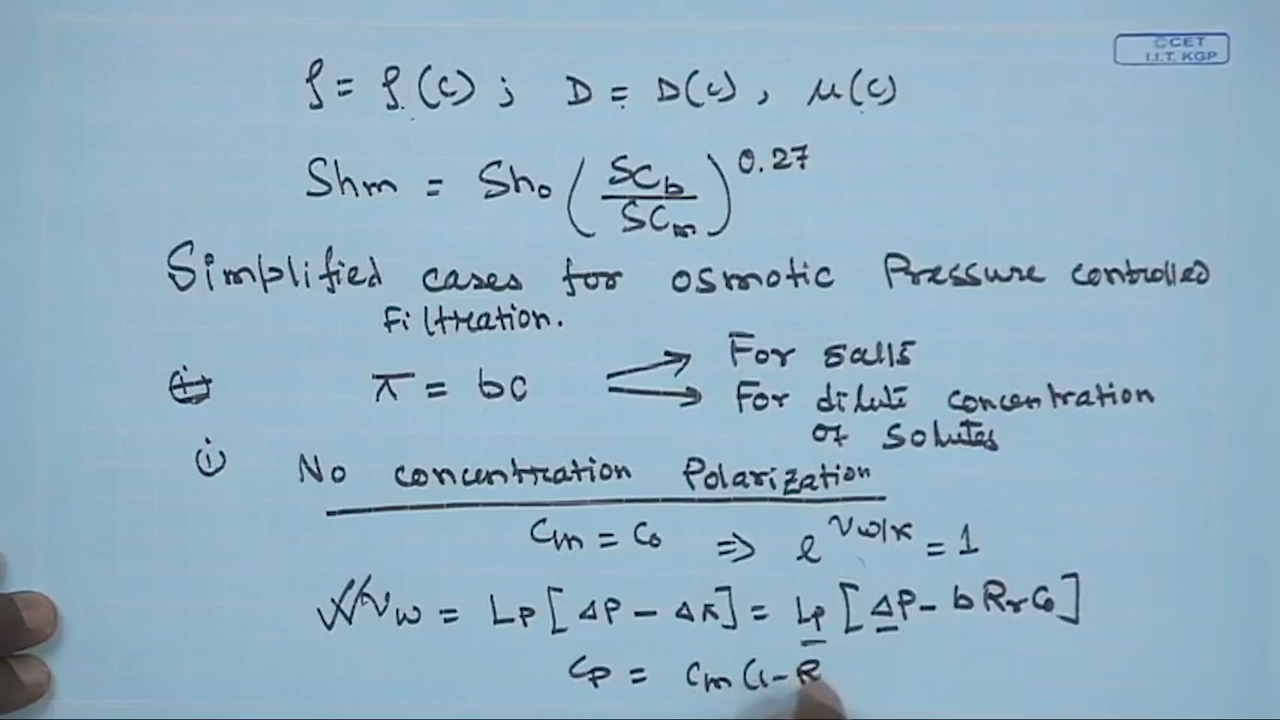 ©CET
I.I.T. KGP
ρ = ρ(c) ; D = D(c), μ(c)
Shm = Sh₀ (Scb / Scm)^0.27
Simplified cases for osmotic Pressure controlled
Filtration.
π = bc → For salts
→ For dilute concentration
of solutes
(i) No concentration Polarization
Cm = C₀ ⇒ e^(Vw/k) = 1
Vw = Lp [ΔP - Δπ] = Lp [ΔP - b Rr C₀]
Cp = Cm (1 - R